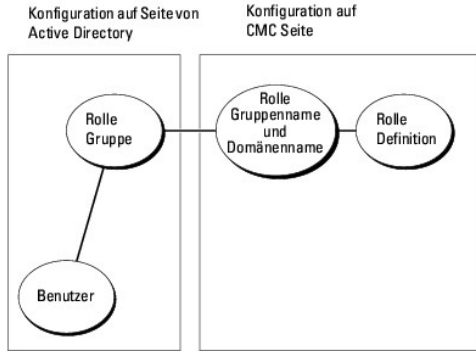 Konfiguration auf Seite von
Active Directory
Konfiguration auf
CMC Seite
Rolle
Gruppe
Rolle
Gruppenname
und
Domänenname
Rolle
Definition
Benutzer